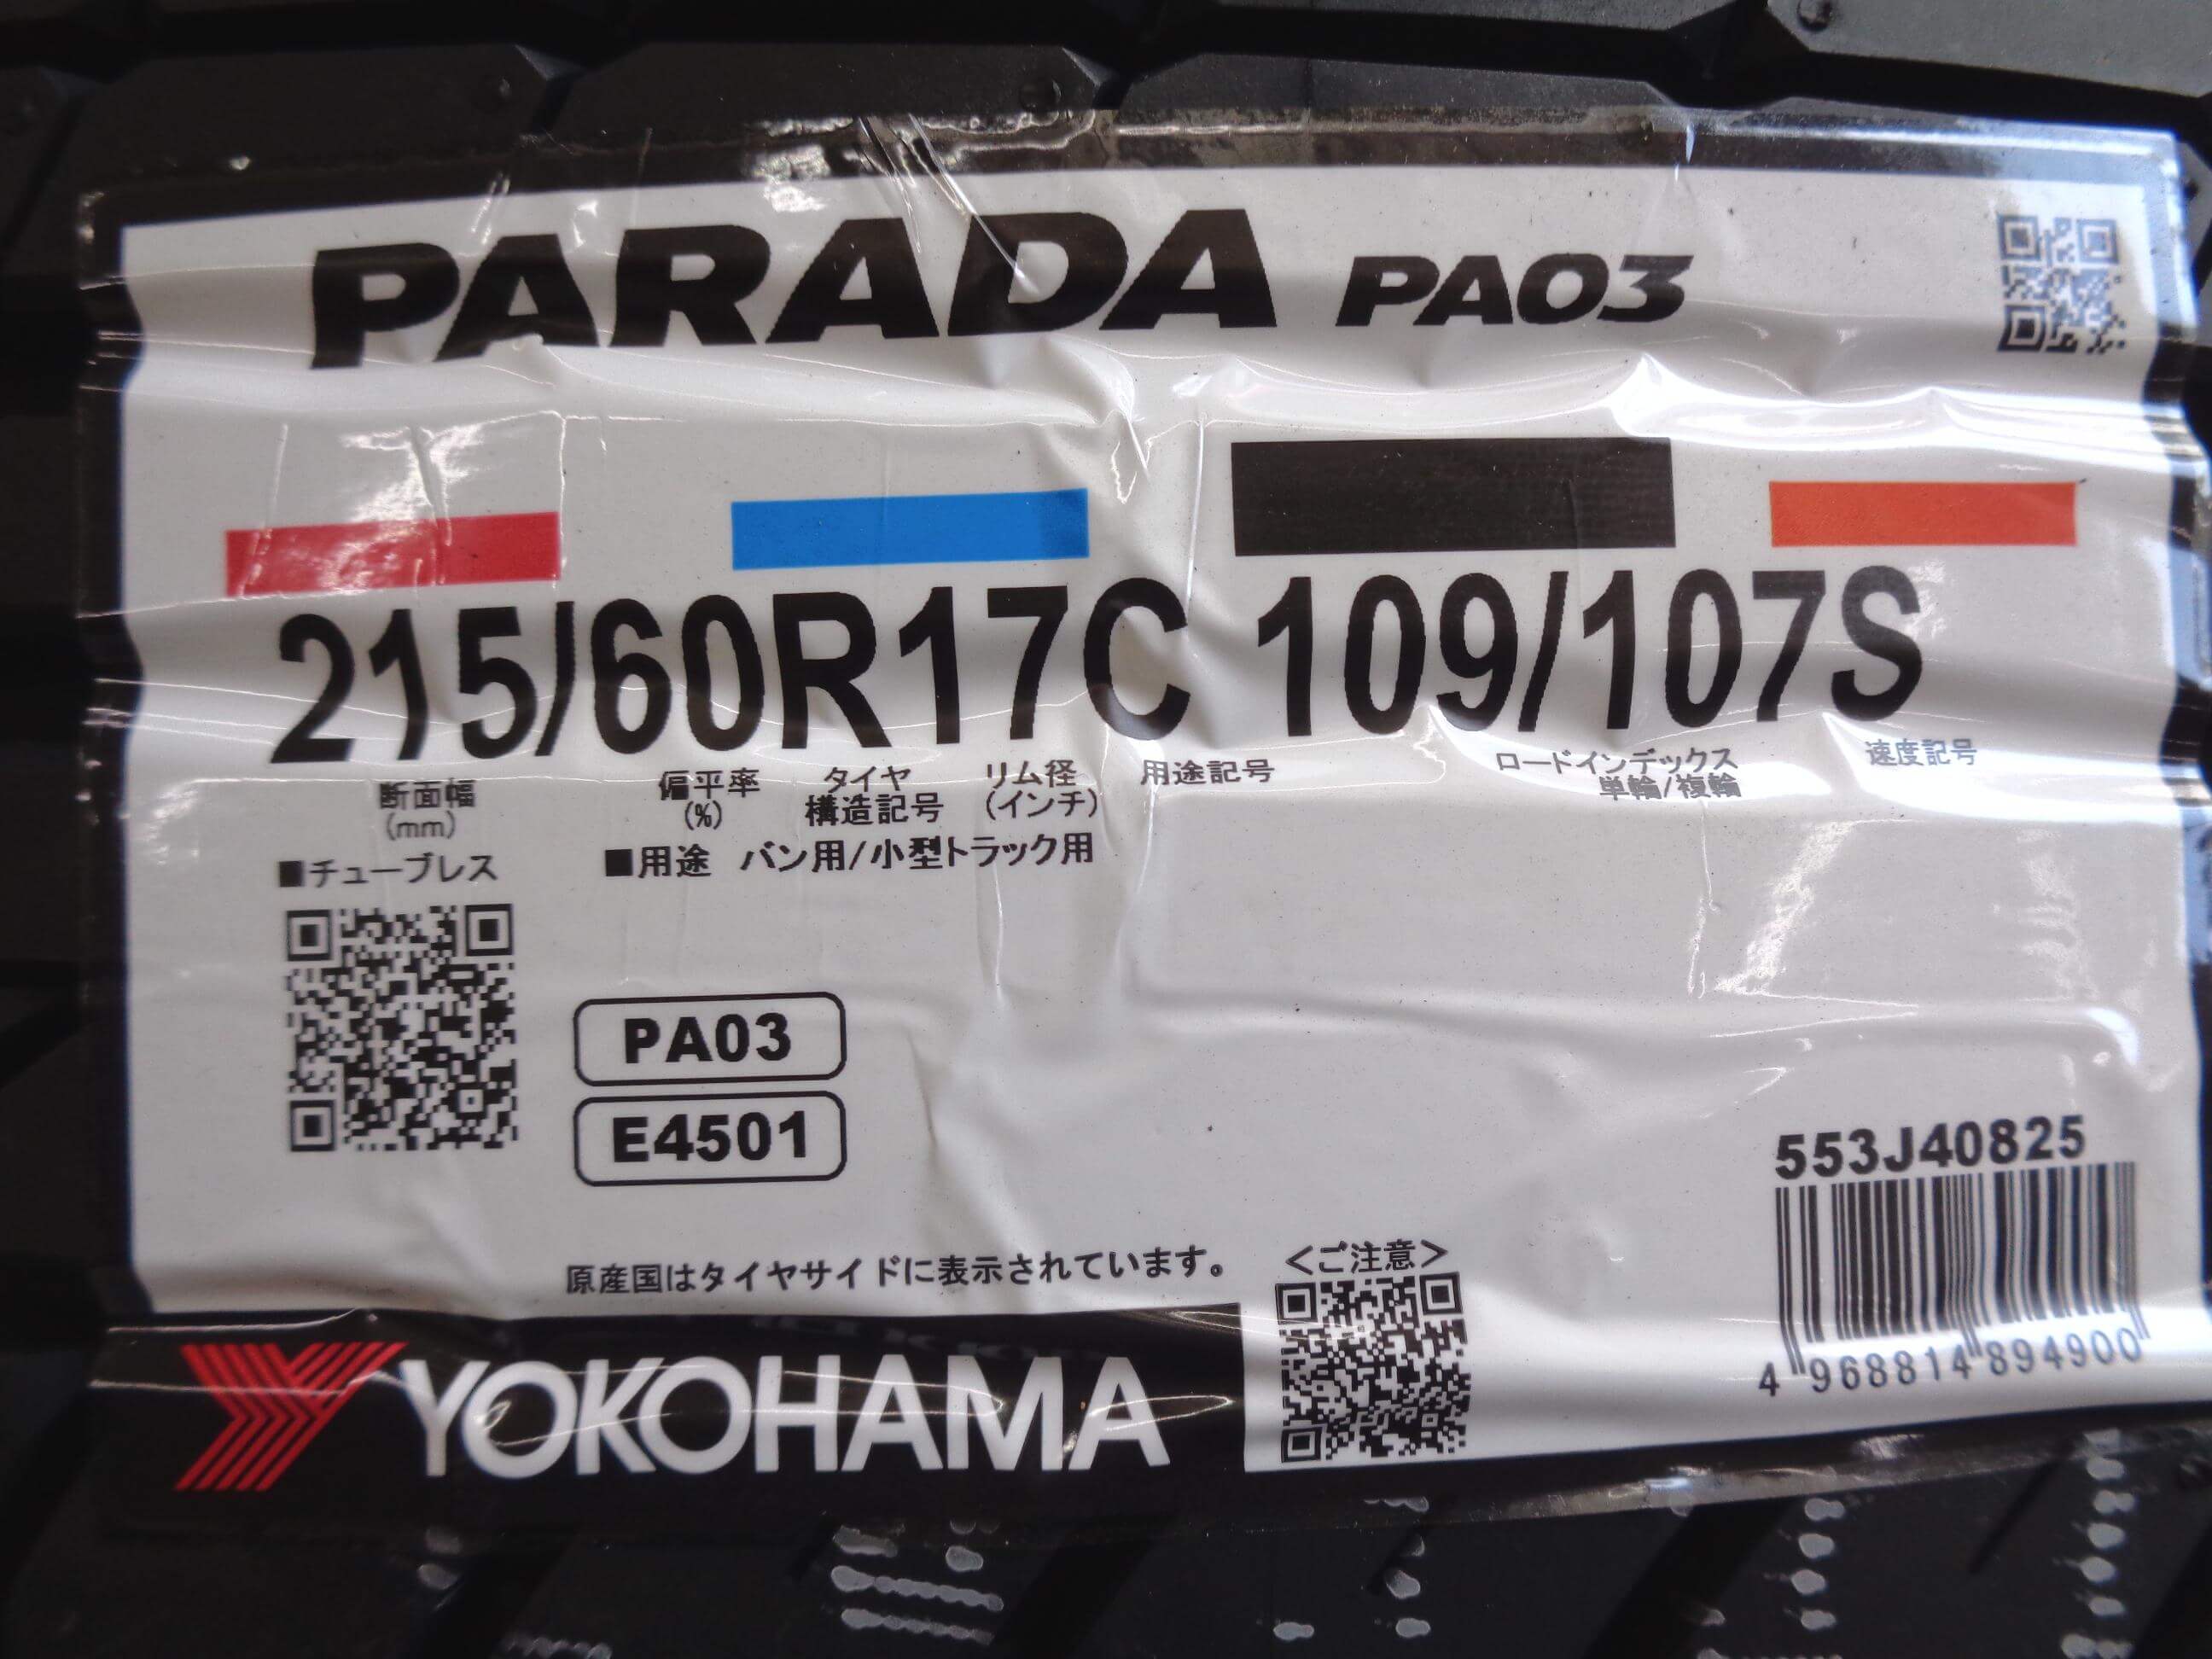 PARADA PA03
215/60R17C 109/107S
断面幅 偏平率 タイヤ リム径 用途記号 ロードインデックス 速度記号
(mm) (%) 構造記号 (インチ) 単輪/複輪
■チューブレス ■用途 バン用/小型トラック用
PA03
E4501
553J40825
原産国はタイヤサイドに表示されています。 <ご注意>
4 968814 894900
YOKOHAMA